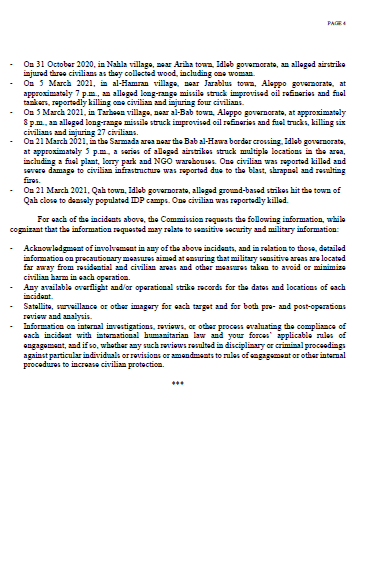 PAGE 4
- On 31 October 2020, in Nahla village, near Ariha town, Idleb governorate, an alleged airstrike
injured three civilians as they collected wood, including one woman.
- On 5 March 2021, in al-Hamran village, near Jarablus town, Aleppo governorate, at
approximately 7 p.m., an alleged long-range missile struck improvised oil refineries and fuel
tankers, reportedly killing one civilian and injuring four civilians.
- On 5 March 2021, in Tarheen village, near al-Bab town, Aleppo governorate, at approximately
8 p.m., an alleged long-range missile struck improvised oil refineries and fuel trucks, killing six
civilians and injuring 27 civilians.
- On 21 March 2021, in the Sarmada area near the Bab al-Hawa border crossing, Idleb governorate,
at approximately 5 p.m., a series of alleged airstrikes struck multiple locations in the area,
including a fuel plant, lorry park and NGO warehouses. One civilian was reported killed and
severe damage to civilian infrastructure was reported due to the blast, shrapnel and resulting
fires.
- On 21 March 2021, Qah town, Idleb governorate, alleged ground-based strikes hit the town of
Qah close to densely populated IDP camps. One civilian was reportedly killed.
For each of the incidents above, the Commission requests the following information, while
cognizant that the information requested may relate to sensitive security and military information:
- Acknowledgment of involvement in any of the above incidents, and in relation to those, detailed
information on precautionary measures aimed at ensuring that military sensitive areas are located
far away from residential and civilian areas and other measures taken to avoid or minimize
civilian harm in each operation.
- Any available overflight and/or operational strike records for the dates and locations of each
incident.
- Satellite, surveillance or other imagery for each target and for both pre- and post-operations
review and analysis.
- Information on internal investigations, reviews, or other process evaluating the compliance of
each incident with international humanitarian law and your forces' applicable rules of
engagement, and if so, whether any such reviews resulted in disciplinary or criminal proceedings
against particular individuals or revisions or amendments to rules of engagement or other internal
procedures to increase civilian protection.
***